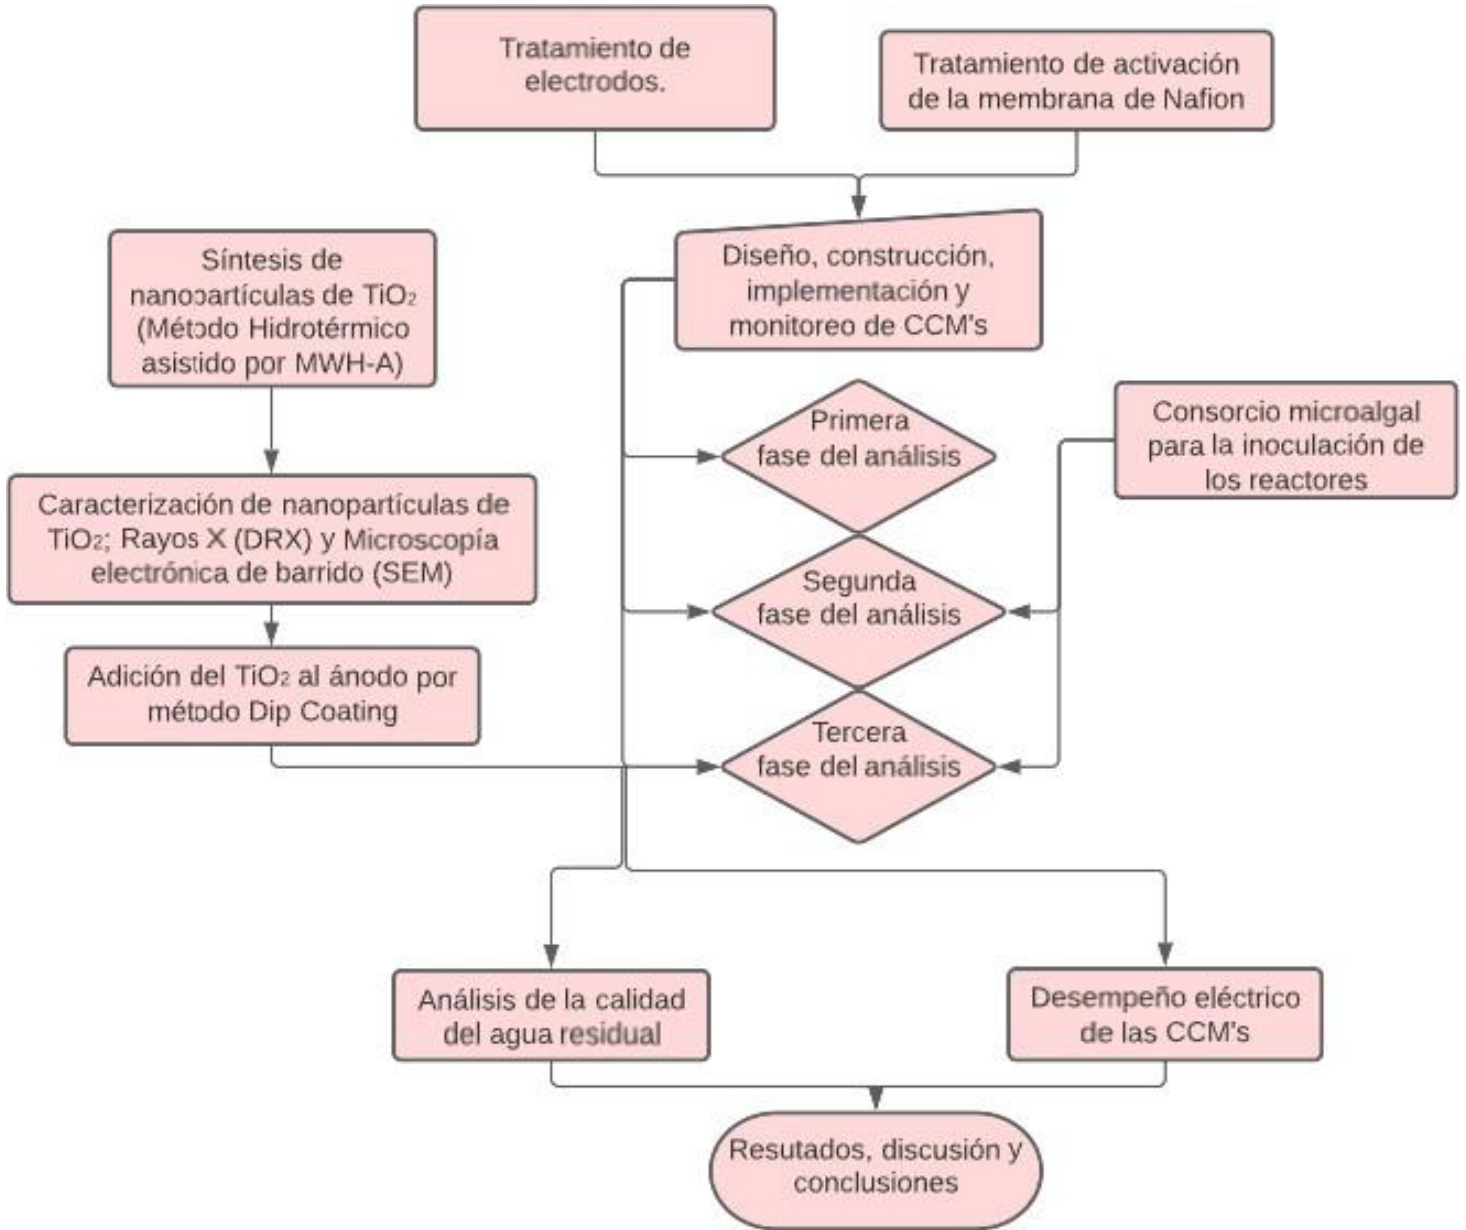 Tratamiento de
electrodos.
Tratamiento de activación
de la membrana de Nafion
Diseño, construcción,
implementación y
monitoreo de CCM's
Síntesis de
nanopartículas de TiO₂
(Método Hidrotérmico
asistido por MWH-A)
Primera
fase del análisis
Consorcio microalgal
para la inoculación de
los reactores
Caracterización de nanopartículas de
TiO₂; Rayos X (DRX) y Microscopía
electrónica de barrido (SEM)
Segunda
fase del análisis
Adición del TiO₂ al ánodo por
método Dip Coating
Tercera
fase del análisis
Análisis de la calidad
del agua residual
Desempeño eléctrico
de las CCM's
Resutados, discusión y
conclusiones